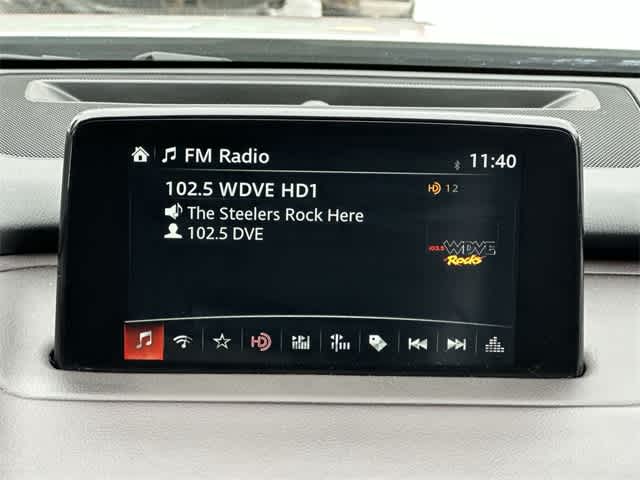 FM Radio 11:40
102.5 WDVE HD1 HD 12
The Steelers Rock Here
102.5 DVE
102.5 WDVE
Rocks
HD